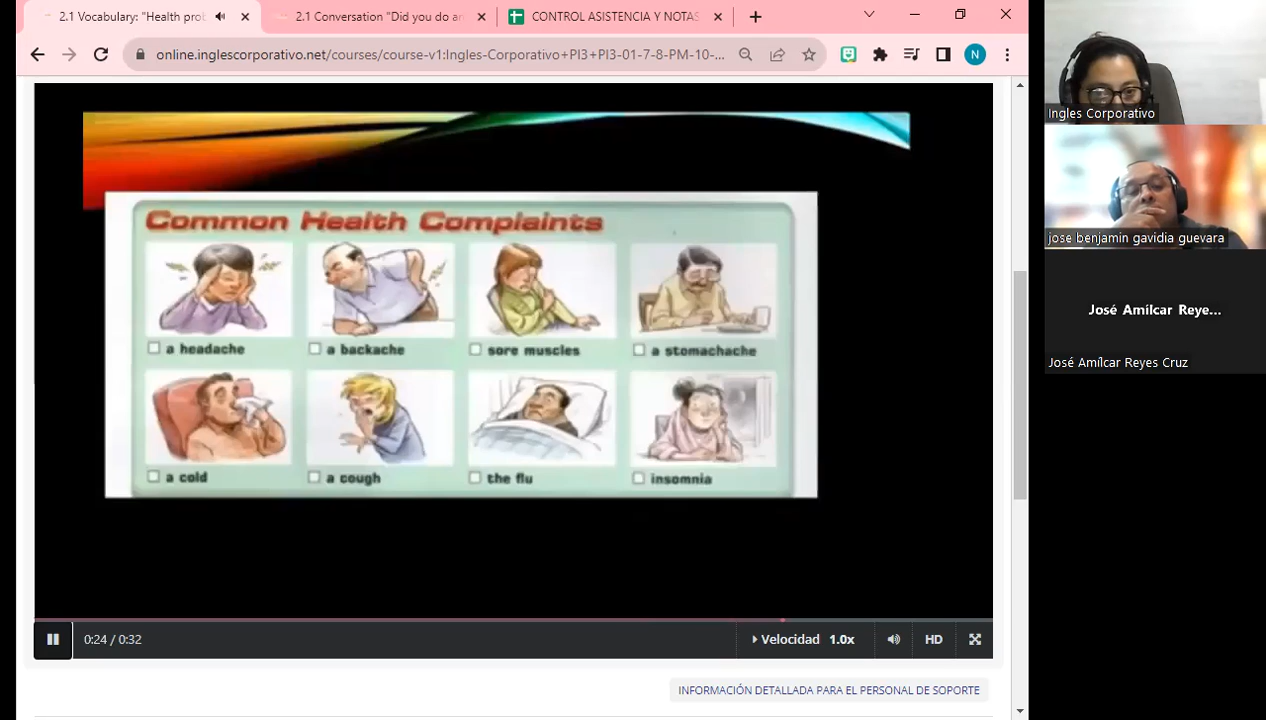 2.1 Vocabulary: "Health prob
2.1 Conversation "Did you do an
CONTROL ASISTENCIA Y NOTAS
online.inglescorporativo.net/courses/course-v1:Ingles-Corporativo+PI3+PI3-01-7-8-PM-10-...
N
Common Health Complaints
a headache
a backache
sore muscles
a stomachache
a cold
a cough
the flu
insomnia
0:24 / 0:32
Velocidad 1.0x
HD
INFORMACIÓN DETALLADA PARA EL PERSONAL DE SOPORTE
Ingles Corporativo
jose benjamin gavidia guevara
José Amílcar Reye...
José Amílcar Reyes Cruz